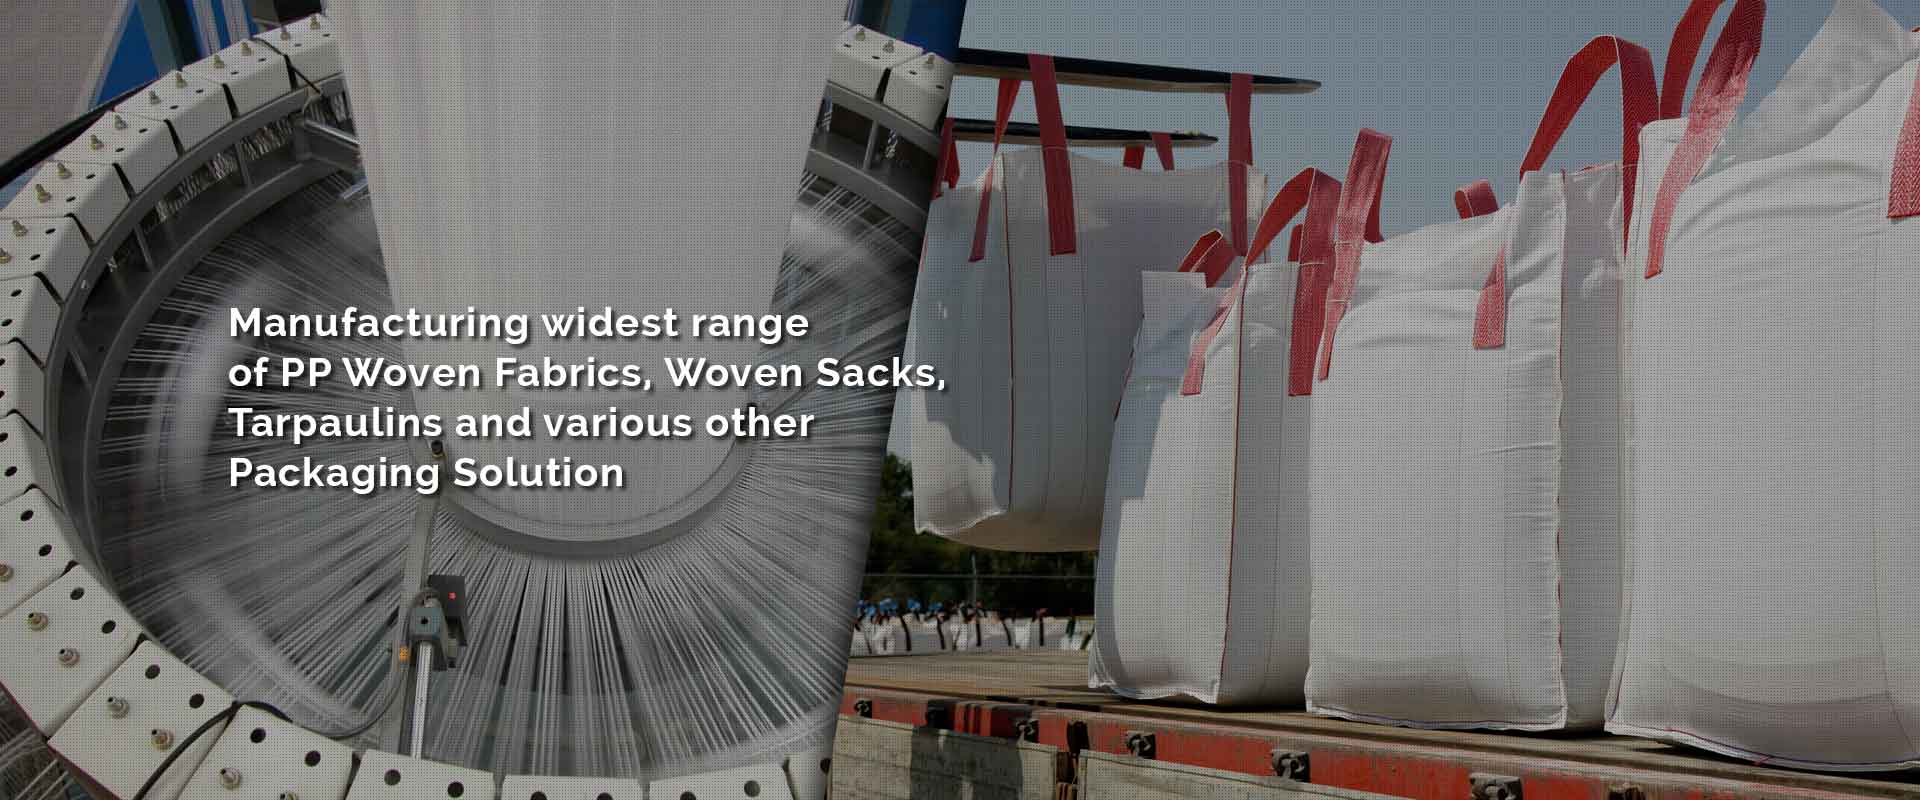 Manufacturing widest range
of PP Woven Fabrics, Woven Sacks,
Tarpaulins and various other
Packaging Solution